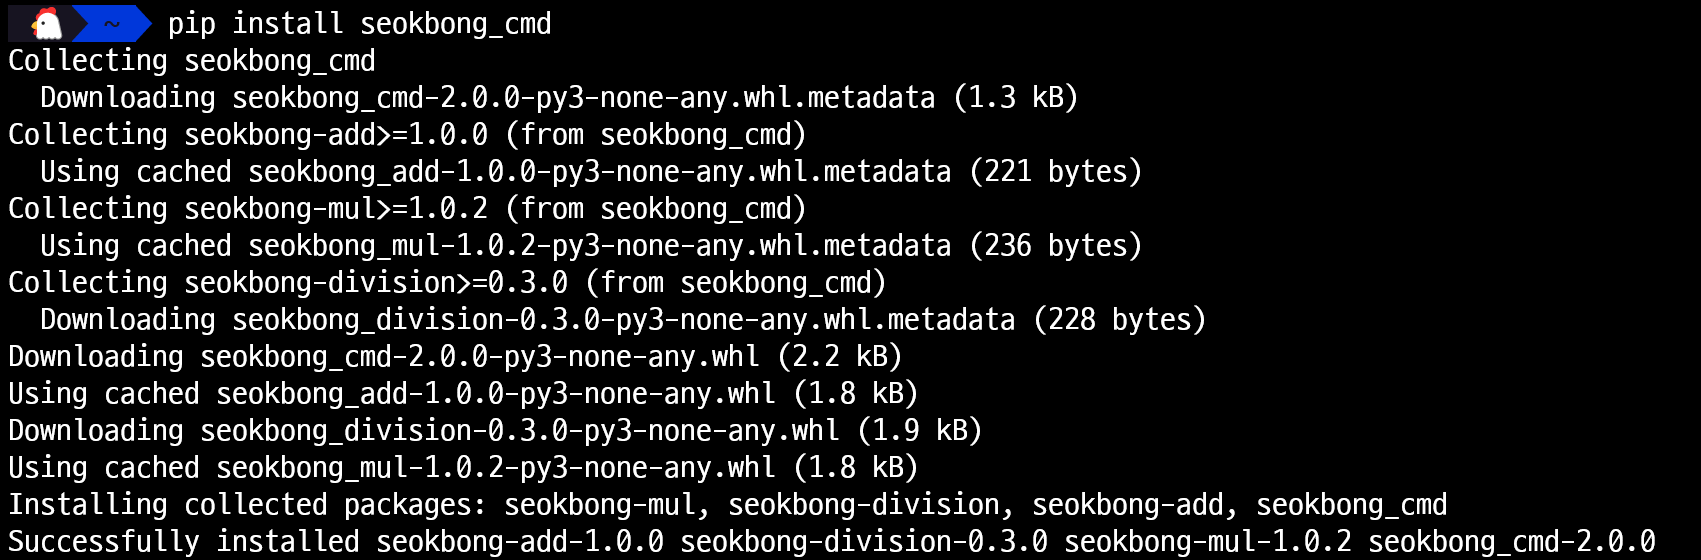 ~ pip install seokbong_cmd
Collecting seokbong_cmd
  Downloading seokbong_cmd-2.0.0-py3-none-any.whl.metadata (1.3 kB)
Collecting seokbong-add>=1.0.0 (from seokbong_cmd)
  Using cached seokbong_add-1.0.0-py3-none-any.whl.metadata (221 bytes)
Collecting seokbong-mul>=1.0.2 (from seokbong_cmd)
  Using cached seokbong_mul-1.0.2-py3-none-any.whl.metadata (236 bytes)
Collecting seokbong-division>=0.3.0 (from seokbong_cmd)
  Downloading seokbong_division-0.3.0-py3-none-any.whl.metadata (228 bytes)
Downloading seokbong_cmd-2.0.0-py3-none-any.whl (2.2 kB)
Using cached seokbong_add-1.0.0-py3-none-any.whl (1.8 kB)
Downloading seokbong_division-0.3.0-py3-none-any.whl (1.9 kB)
Using cached seokbong_mul-1.0.2-py3-none-any.whl (1.8 kB)
Installing collected packages: seokbong-mul, seokbong-division, seokbong-add, seokbong_cmd
Successfully installed seokbong-add-1.0.0 seokbong-division-0.3.0 seokbong-mul-1.0.2 seokbong_cmd-2.0.0